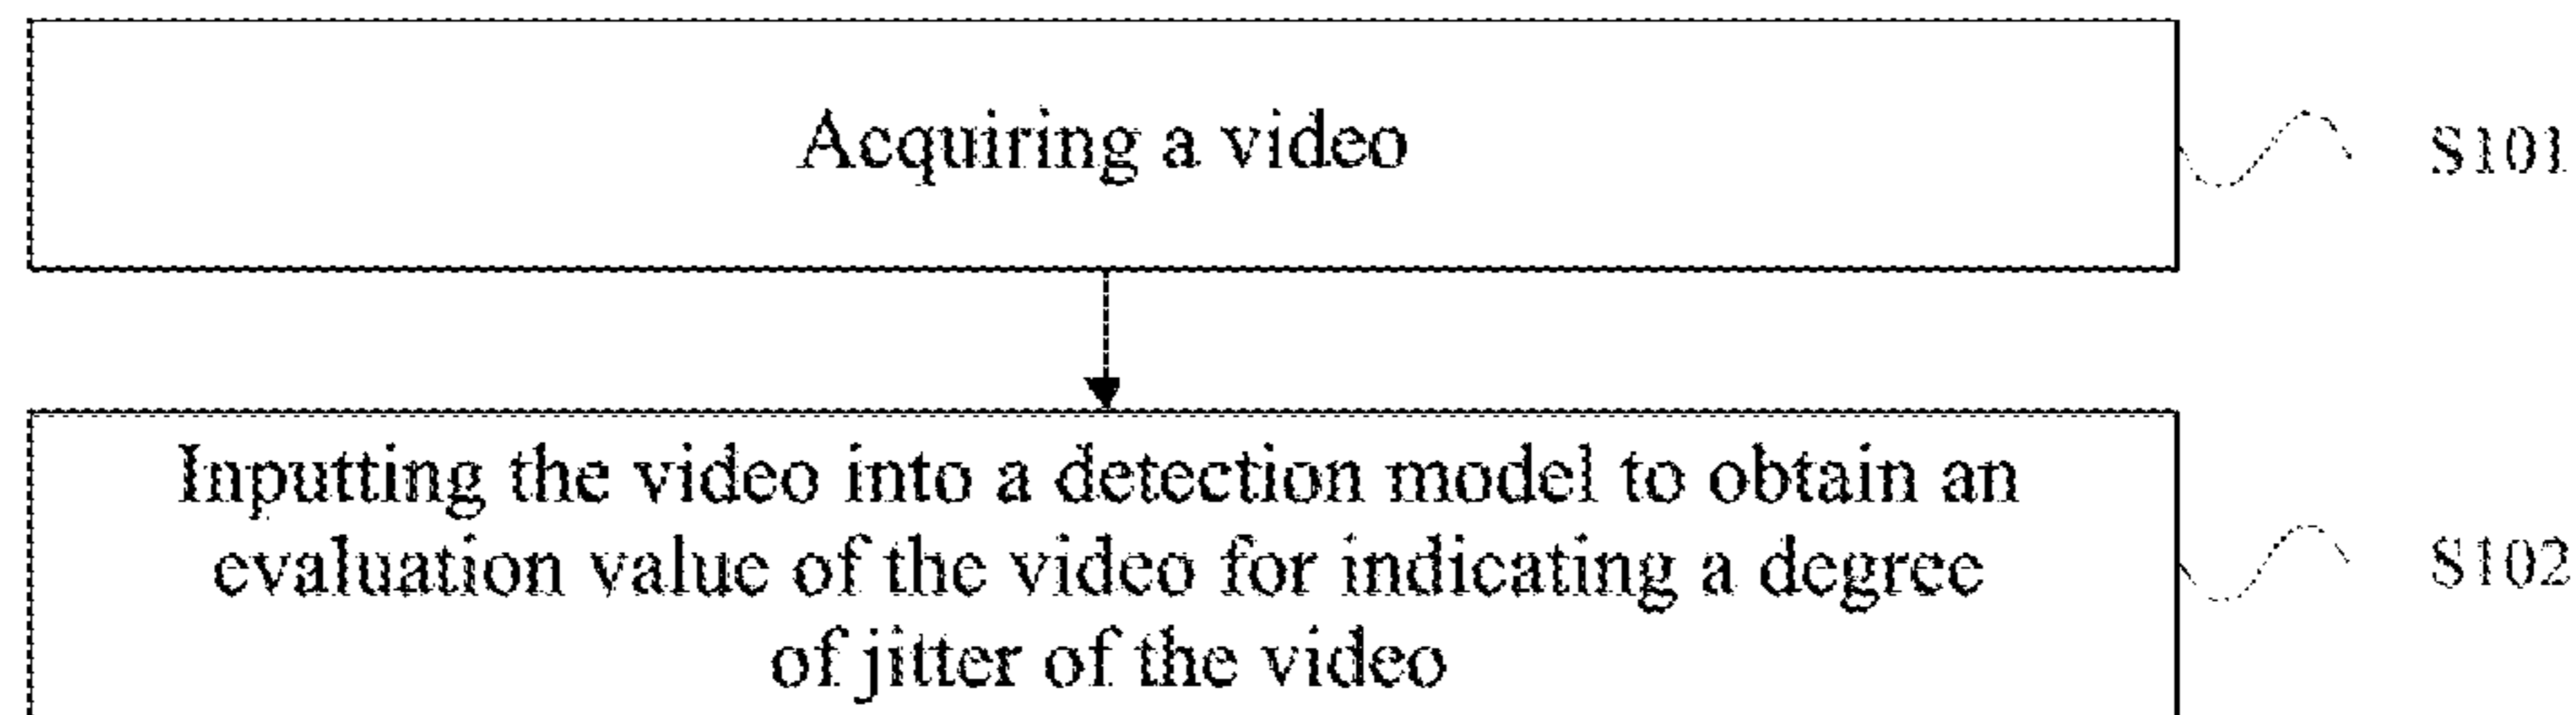 Acquiring a video
S101
Inputting the video into a detection model to obtain an
evaluation value of the video for indicating a degree
of jitter of the video
S102